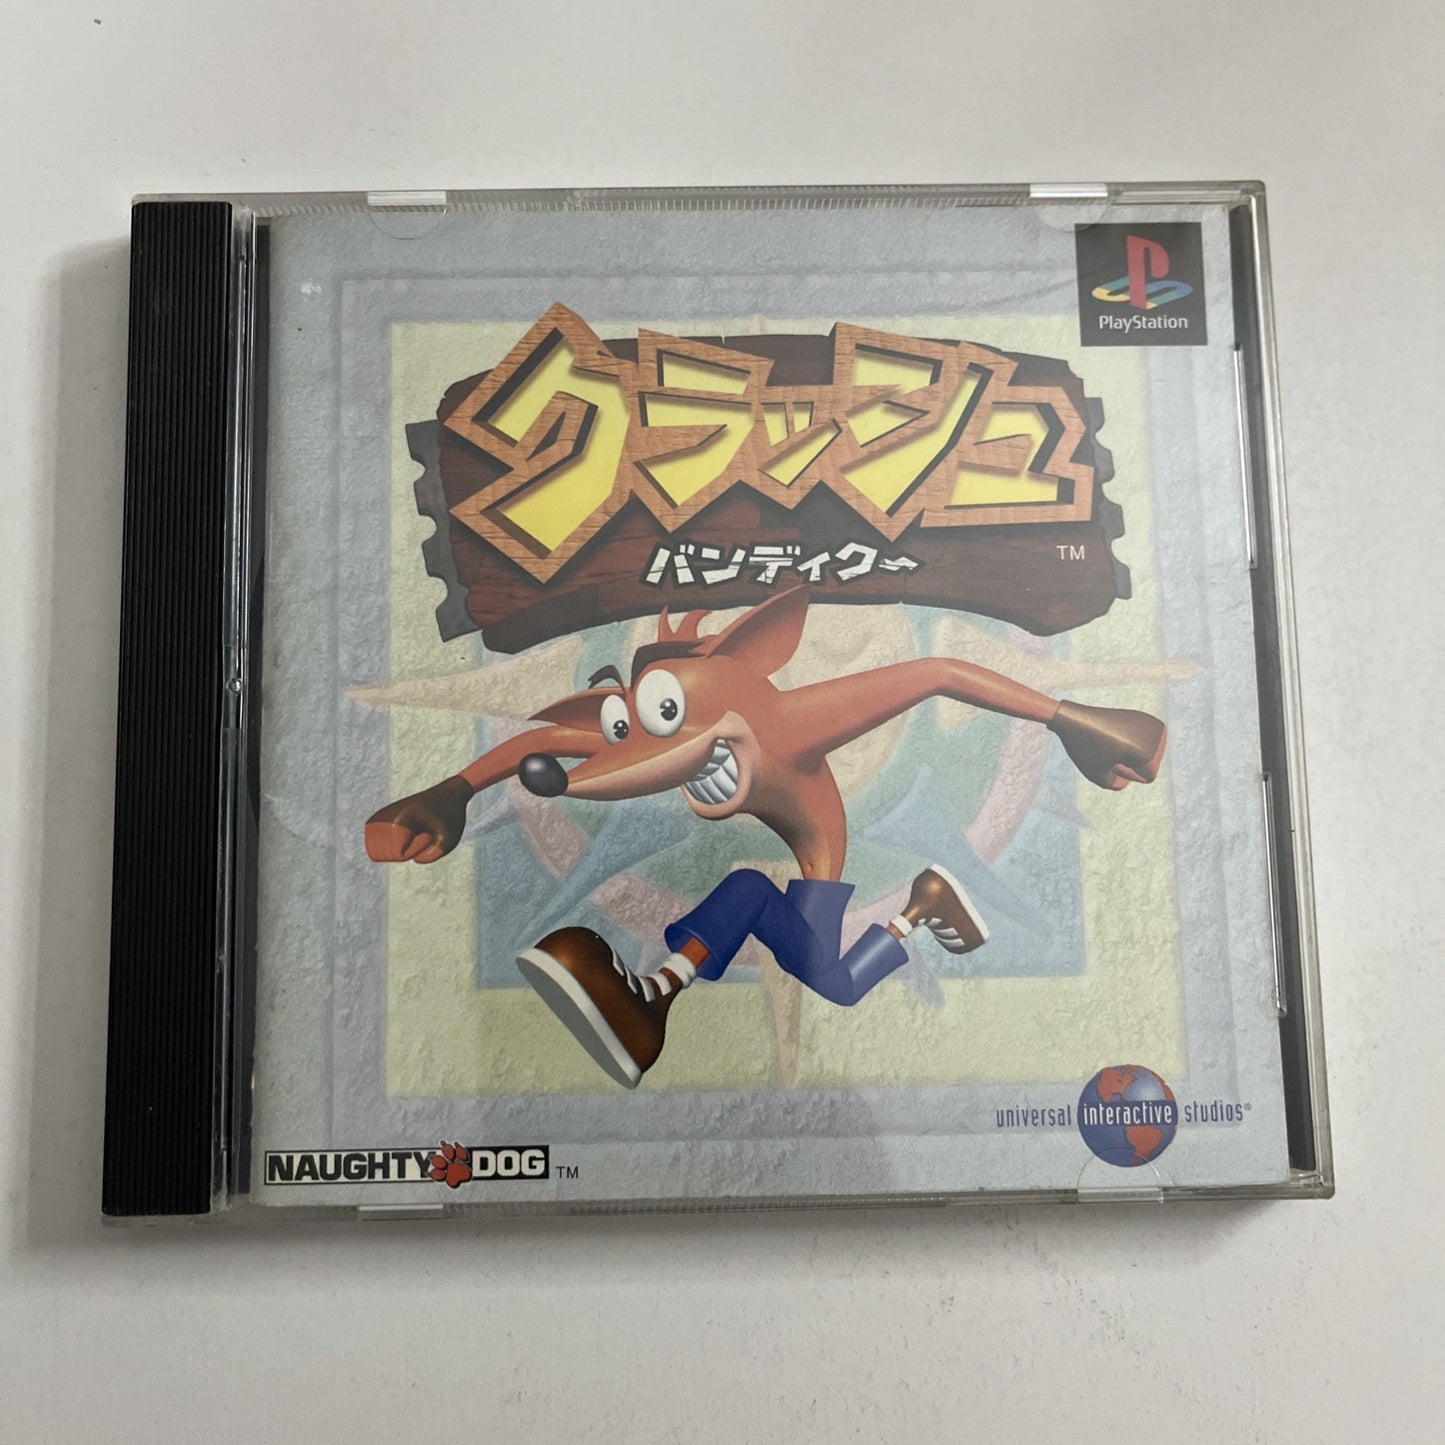 PlayStation
クラッシュ
バンディクー
TM
universal interactive studios®
NAUGHTY DOG TM